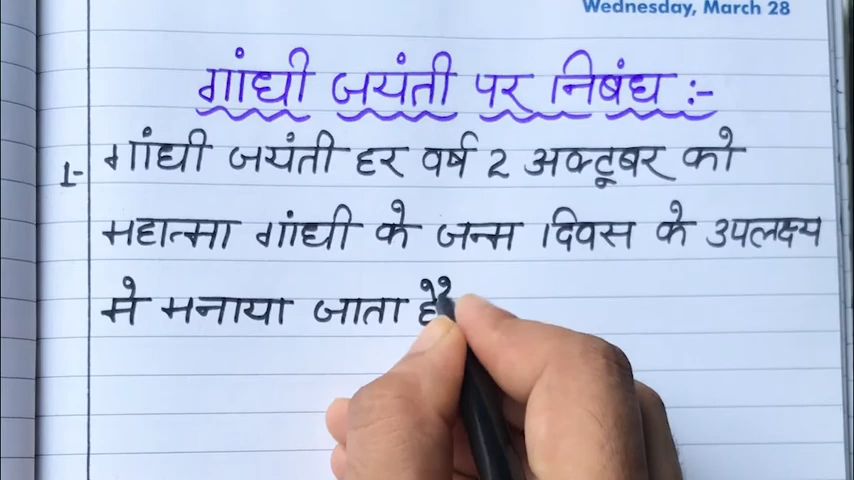 Wednesday, March 28
गांधी जयंती पर निबंध :-
1- गांधी जयंती हर वर्ष 2 अक्टूबर को
महात्मा गांधी के जन्म दिवस के उपलक्ष्य
मे मनाया जाता है